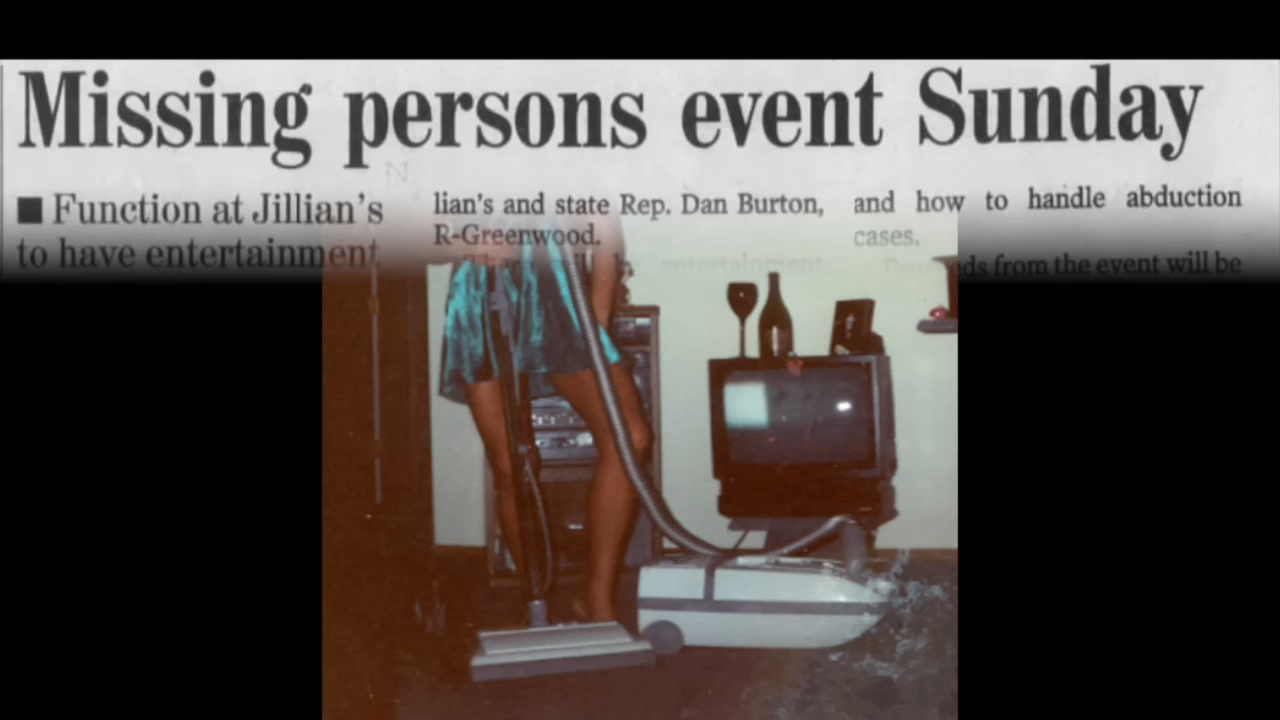 Missing persons event Sunday
■ Function at Jillian's
to have entertainment
lian's and state Rep. Dan Burton,
R-Greenwood.
entertainment
and how to handle abduction
cases.
ds from the event will be